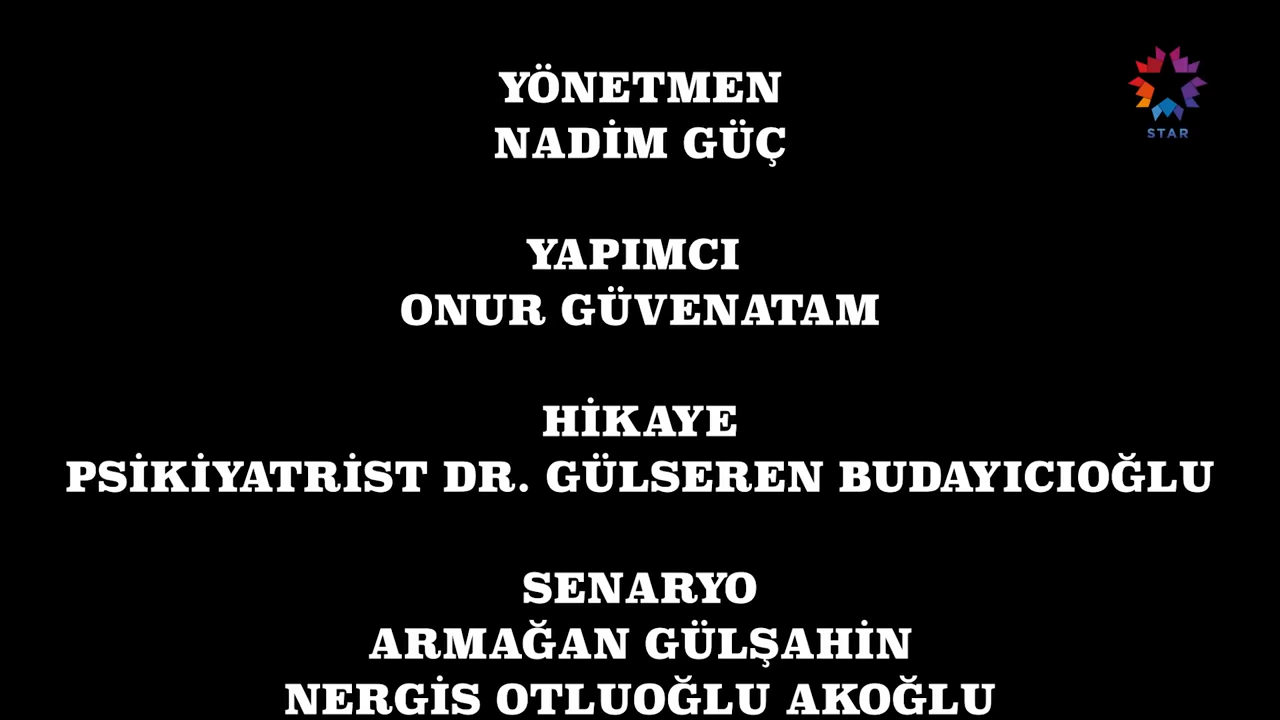 YÖNETMEN
NADİM GÜÇ
STAR
YAPIMCI
ONUR GÜVENATAM
HİKAYE
PSİKİYATRİST DR. GÜLSEREN BUDAYICIOĞLU
SENARYO
ARMAĞAN GÜLŞAHİN
NERGİS OTLUOĞLU AKOĞLU